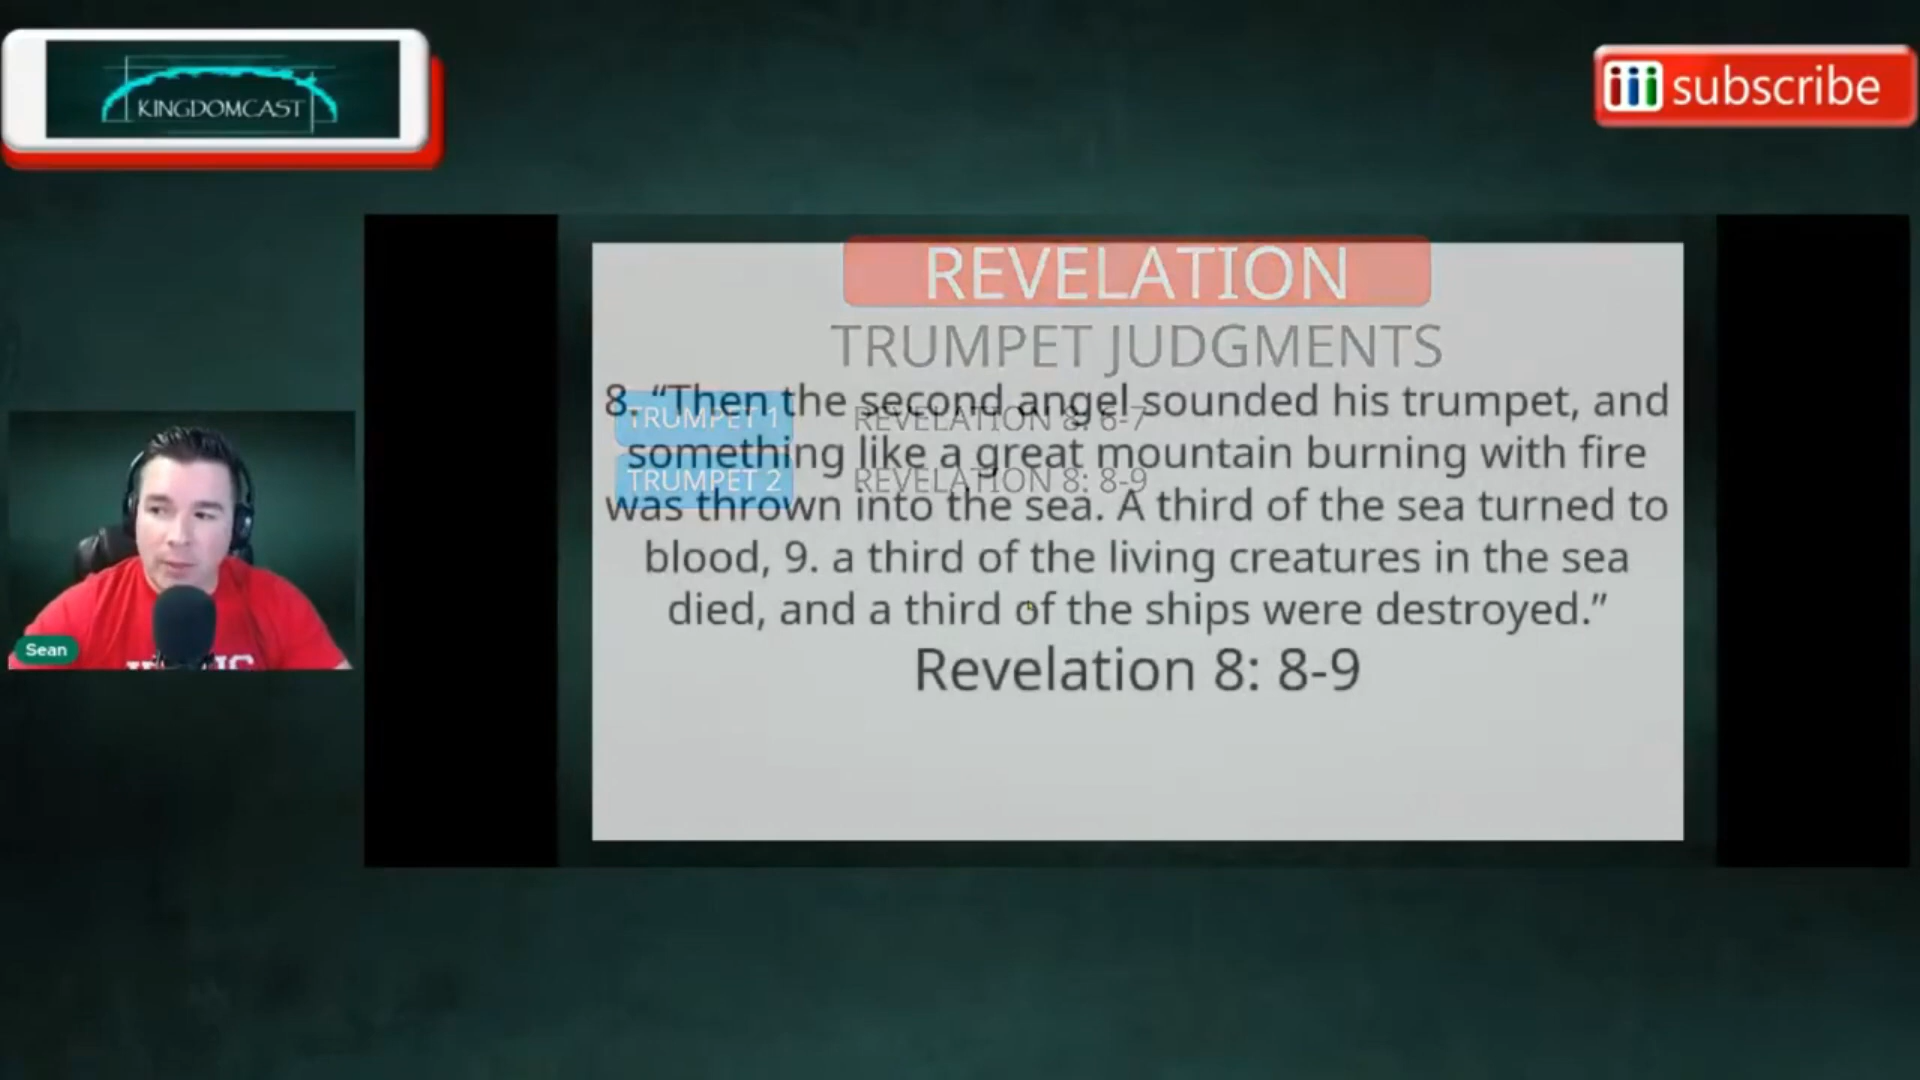 KINGDOMCAST
subscribe
REVELATION
TRUMPET JUDGMENTS
TRUMPET 1 REVELATION 8: 6-7
TRUMPET 2 REVELATION 8: 8-9
8. “Then the second angel sounded his trumpet, and
something like a great mountain burning with fire
was thrown into the sea. A third of the sea turned to
blood, 9. a third of the living creatures in the sea
died, and a third of the ships were destroyed.”
Revelation 8: 8-9
Sean